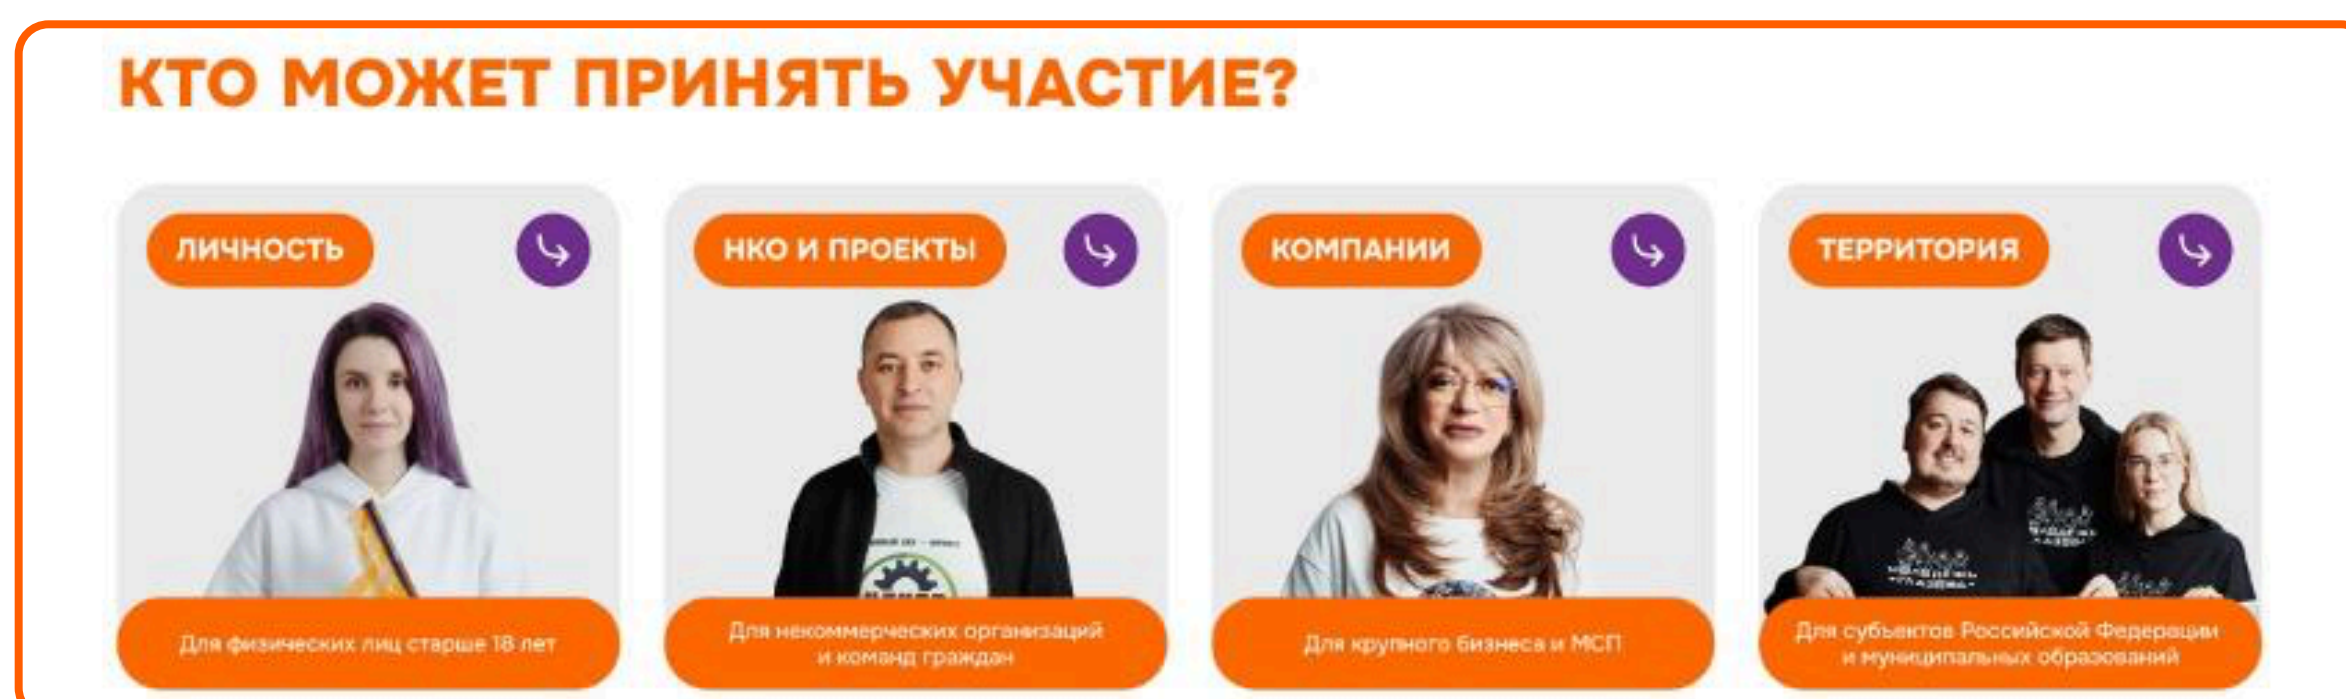 КТО МОЖЕТ ПРИНЯТЬ УЧАСТИЕ?
ЛИЧНОСТЬ
НКО И ПРОЕКТЫ
КОМПАНИИ
ТЕРРИТОРИЯ
Для физических лиц старше 18 лет
Для некоммерческих организаций
и команд граждан
Для крупного бизнеса и МСП
Для субъектов Российской Федерации
и муниципальных образований